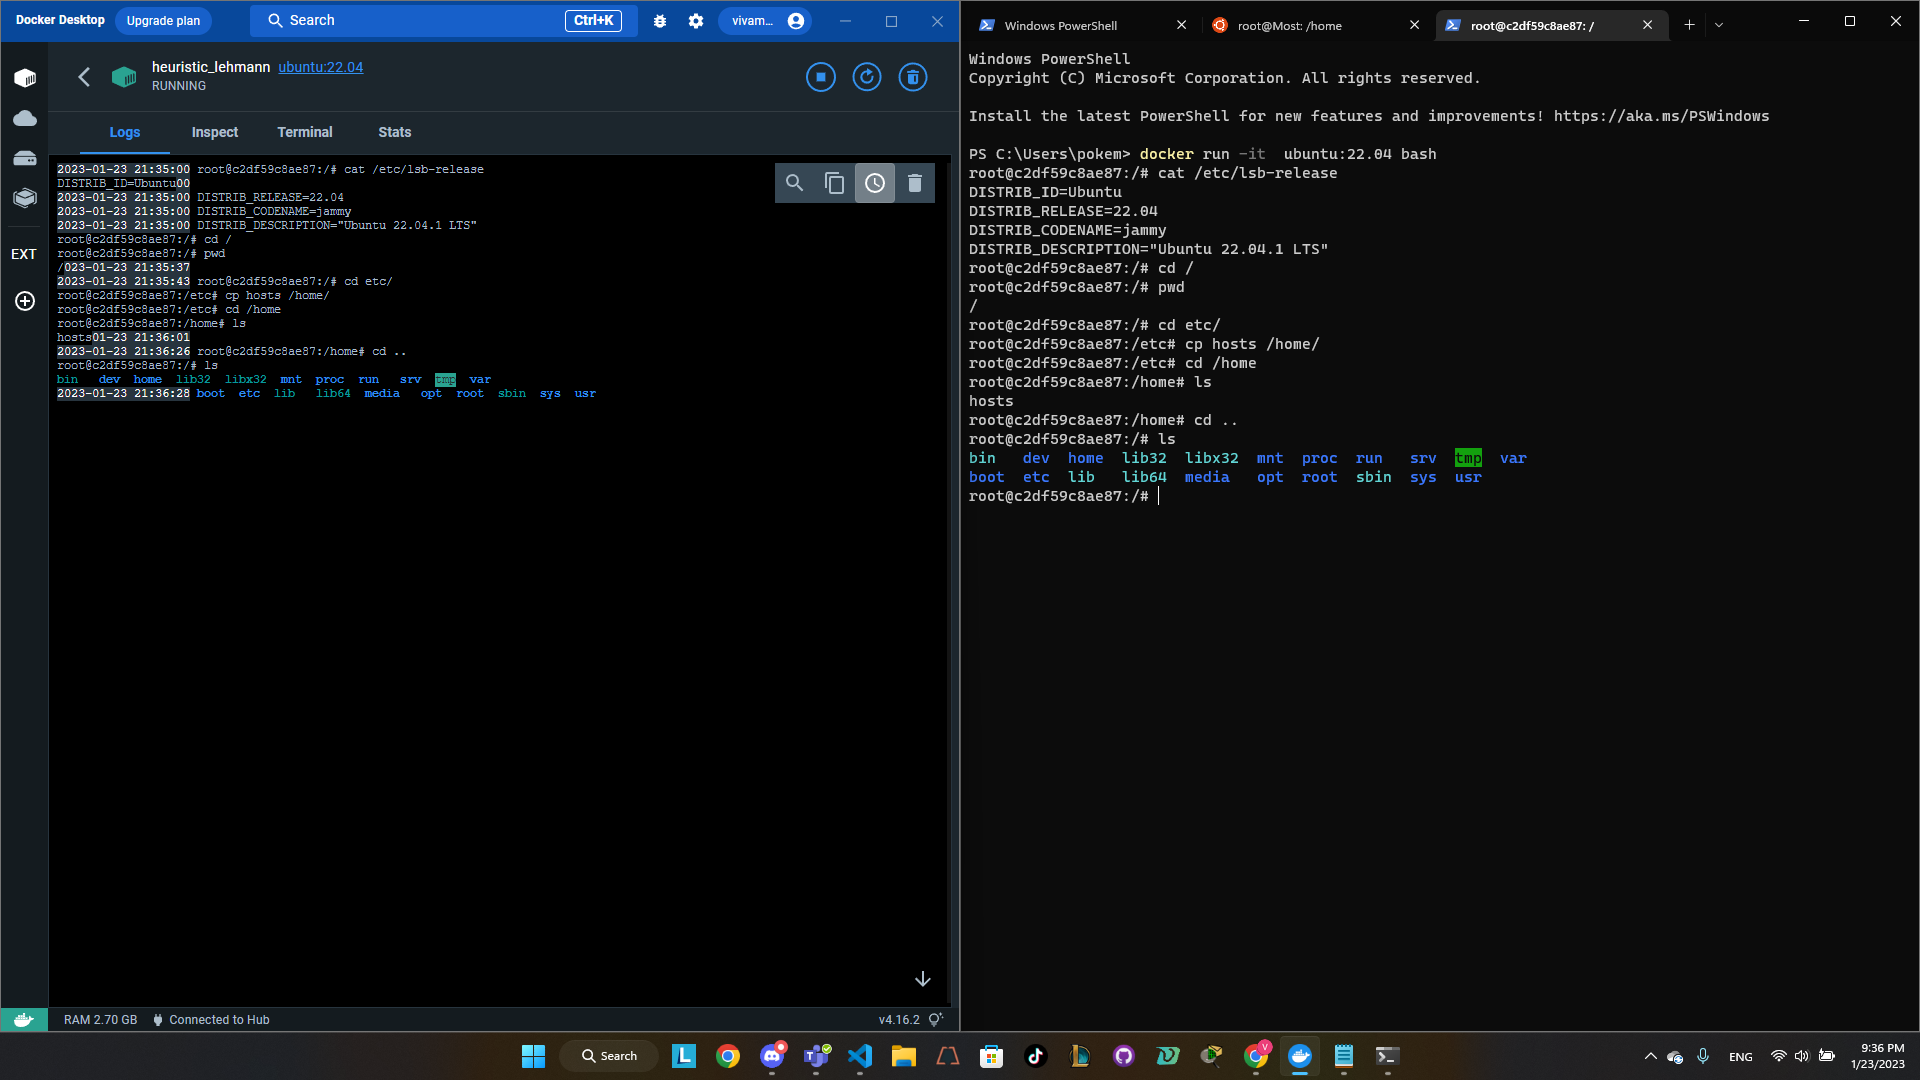 Docker Desktop
Upgrade plan
Search
Ctrl+K
vivam...
heuristic_lehmann ubuntu:22.04
RUNNING
Logs
Inspect
Terminal
Stats
EXT
2023-01-23 21:35:00 root@c2df59c8ae87:/# cat /etc/lsb-release
DISTRIB_ID=Ubuntu00
2023-01-23 21:35:00 DISTRIB_RELEASE=22.04
2023-01-23 21:35:00 DISTRIB_CODENAME=jammy
2023-01-23 21:35:00 DISTRIB_DESCRIPTION="Ubuntu 22.04.1 LTS"
root@c2df59c8ae87:/# cd /
root@c2df59c8ae87:/# pwd
/023-01-23 21:35:37
2023-01-23 21:35:43 root@c2df59c8ae87:/# cd etc/
root@c2df59c8ae87:/etc# cp hosts /home/
root@c2df59c8ae87:/etc# cd /home
root@c2df59c8ae87:/home# ls
hosts01-23 21:36:01
2023-01-23 21:36:26 root@c2df59c8ae87:/home# cd ..
root@c2df59c8ae87:/# ls
bin dev home lib32 libx32 mnt proc run srv tmp var
2023-01-23 21:36:28 boot etc lib lib64 media opt root sbin sys usr
RAM 2.70 GB
Connected to Hub
v4.16.2
Windows PowerShell
root@Most: /home
root@c2df59c8ae87: /
Windows PowerShell
Copyright (C) Microsoft Corporation. All rights reserved.
Install the latest PowerShell for new features and improvements! https://aka.ms/PSWindows
PS C:\Users\pokem> docker run -it  ubuntu:22.04 bash
root@c2df59c8ae87:/# cat /etc/lsb-release
DISTRIB_ID=Ubuntu
DISTRIB_RELEASE=22.04
DISTRIB_CODENAME=jammy
DISTRIB_DESCRIPTION="Ubuntu 22.04.1 LTS"
root@c2df59c8ae87:/# cd /
root@c2df59c8ae87:/# pwd
/
root@c2df59c8ae87:/# cd etc/
root@c2df59c8ae87:/etc# cp hosts /home/
root@c2df59c8ae87:/etc# cd /home
root@c2df59c8ae87:/home# ls
hosts
root@c2df59c8ae87:/home# cd ..
root@c2df59c8ae87:/# ls
bin dev home lib32 libx32 mnt proc run srv tmp var
boot etc lib lib64 media opt root sbin sys usr
root@c2df59c8ae87:/#
Search
L
V
ENG
9:36 PM
1/23/2023